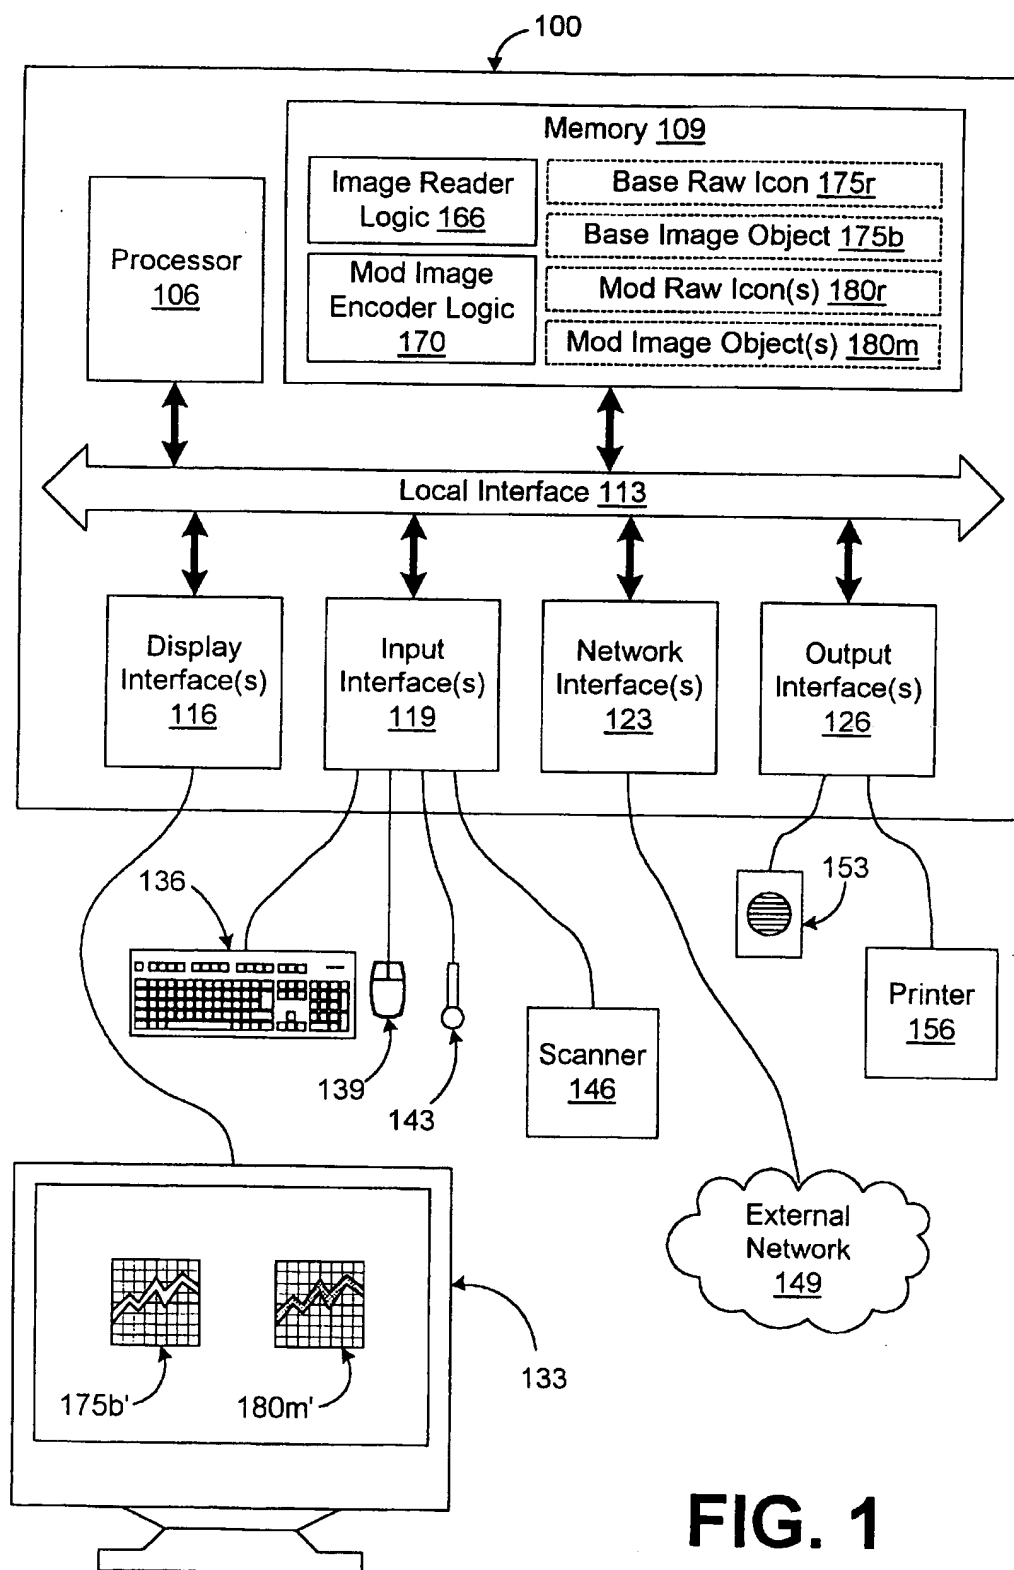 100
Memory 109
Image Reader
Logic 166
Base Raw Icon 175r
Base Image Object 175b
Mod Image
Encoder Logic
170
Mod Raw Icon(s) 180r
Mod Image Object(s) 180m
Processor
106
Local Interface 113
Display
Interface(s)
116
Input
Interface(s)
119
Network
Interface(s)
123
Output
Interface(s)
126
136
153
139
143
Scanner
146
Printer
156
External
Network
149
133
175b'
180m'
FIG. 1